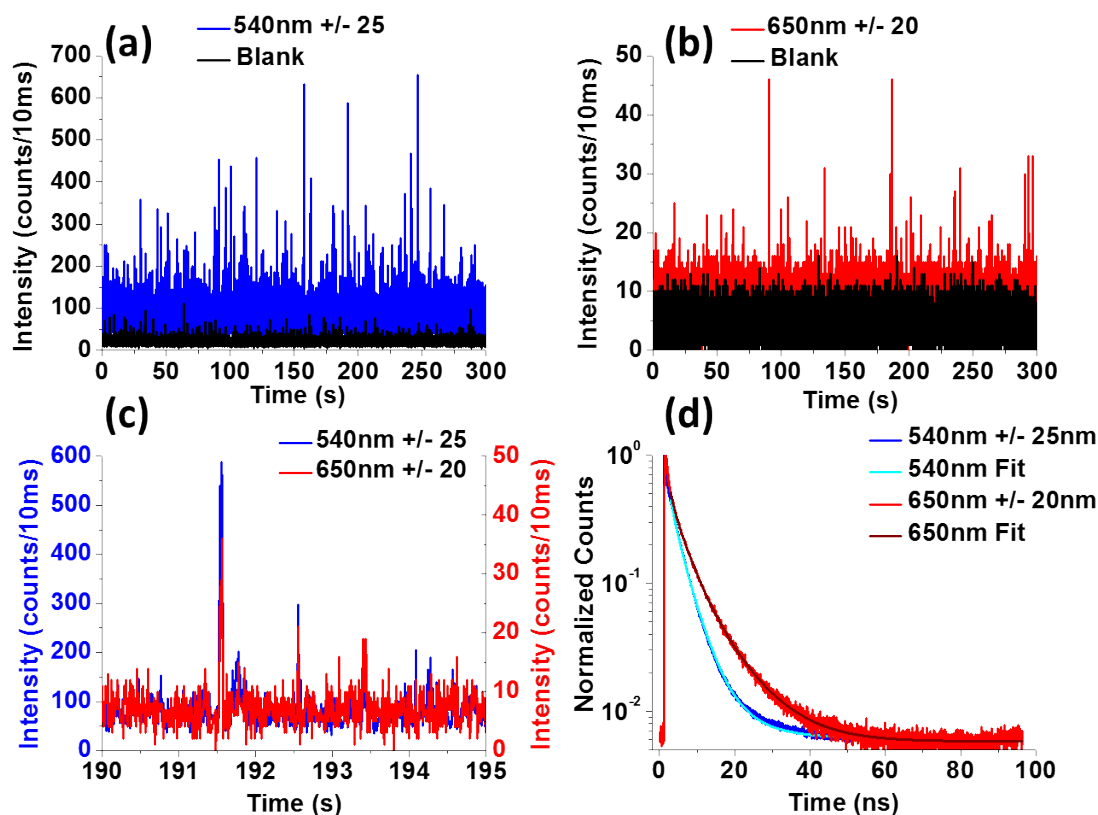 (a)
540nm +/- 25
Blank
Intensity (counts/10ms)
700
600
500
400
300
200
100
0
0 50 100 150 200 250 300
Time (s)
(b)
650nm +/- 20
Blank
Intensity (counts/10ms)
50
40
30
20
10
0
0 50 100 150 200 250 300
Time (s)
(c)
540nm +/- 25
650nm +/- 20
Intensity (counts/10ms)
600
500
400
300
200
100
0
50
40
30
20
10
0
Intensity (counts/10ms)
190 191 192 193 194 195
Time (s)
(d)
540nm +/- 25nm
540nm Fit
650nm +/- 20nm
650nm Fit
Normalized Counts
10⁰
10⁻¹
10⁻²
0 20 40 60 80 100
Time (ns)